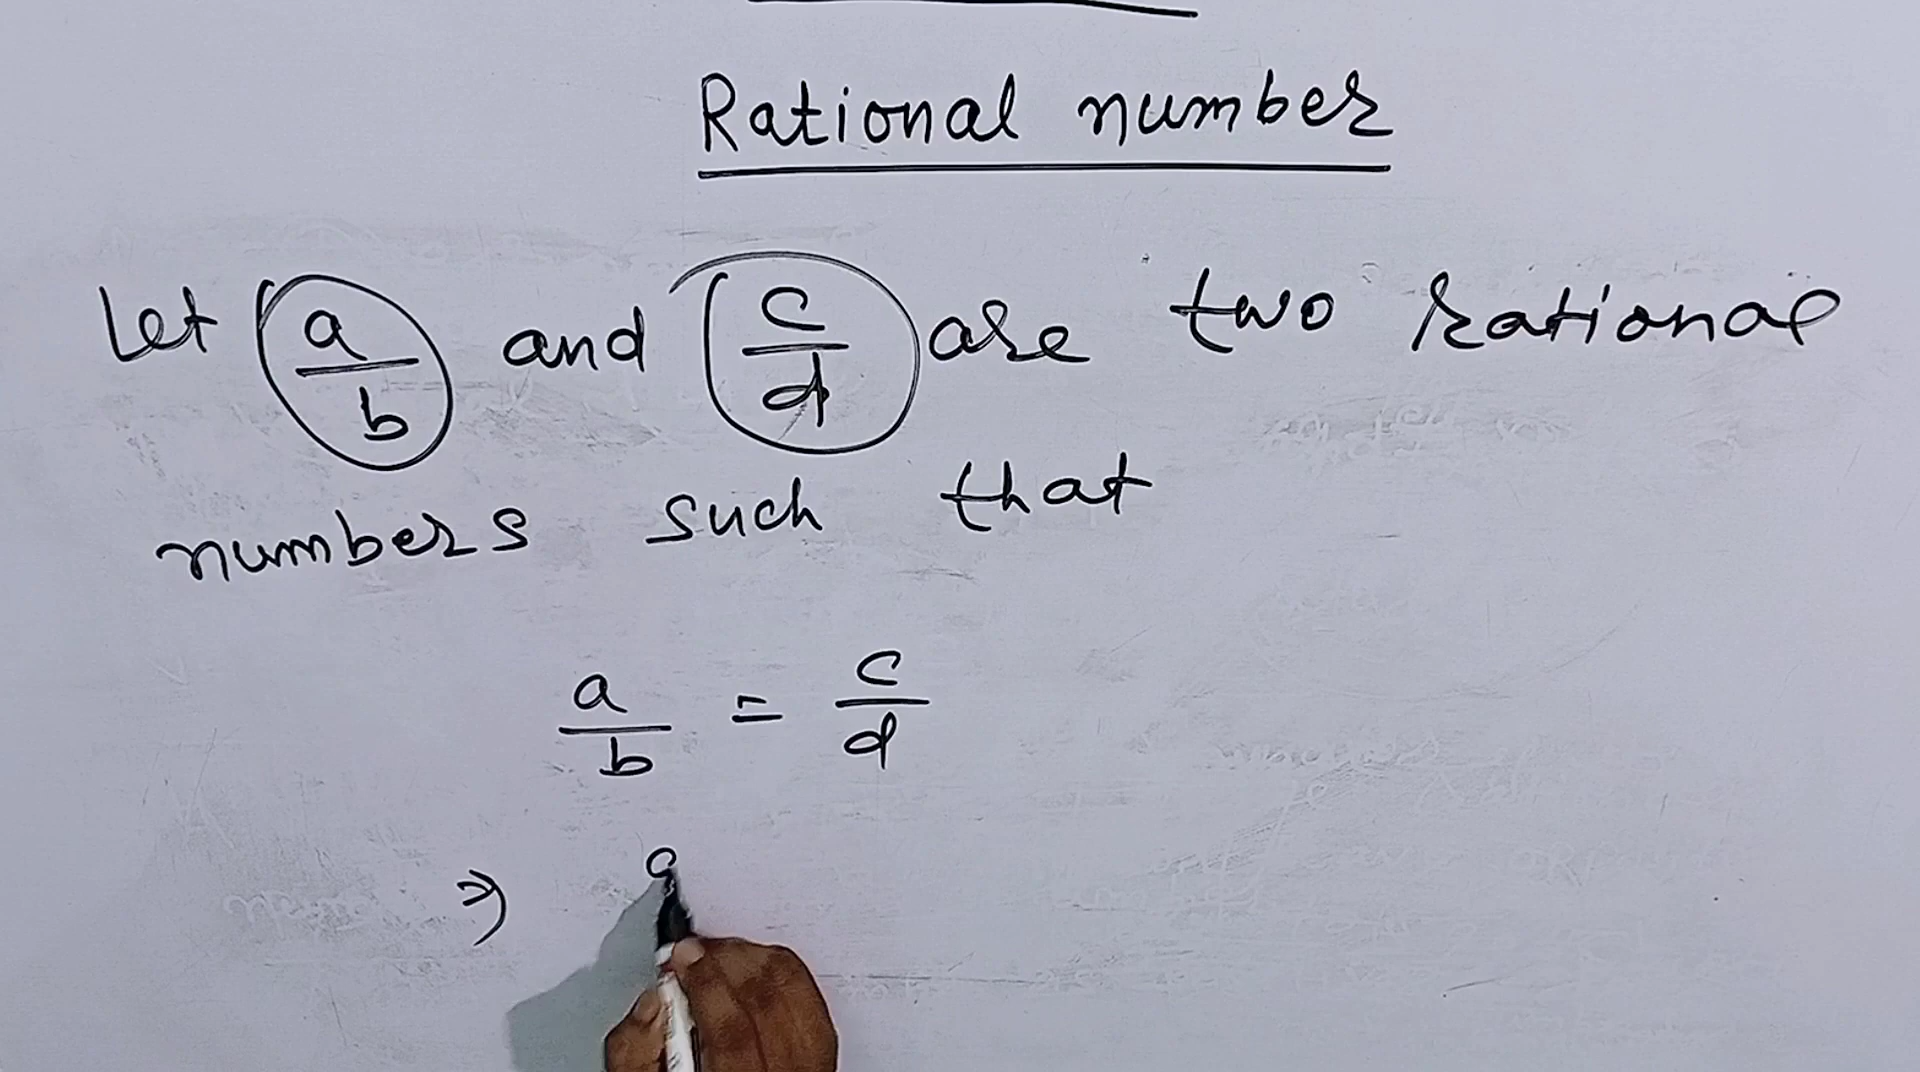 Rational number
Let a/b and c/d are two rational
numbers such that
a/b = c/d
⇒ a